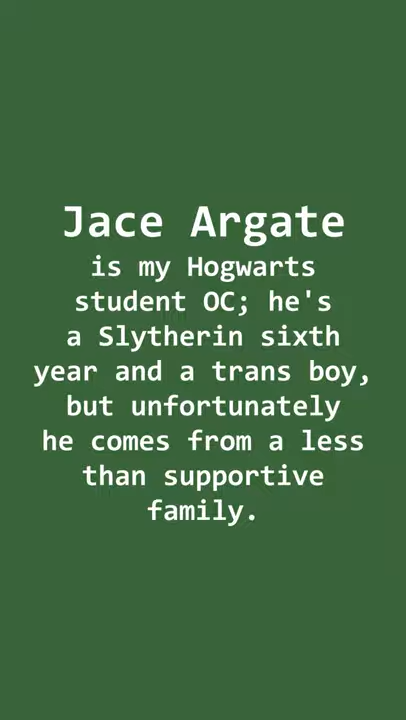 Jace Argate
is my Hogwarts
student OC; he's
a Slytherin sixth
year and a trans boy,
but unfortunately
he comes from a less
than supportive
family.